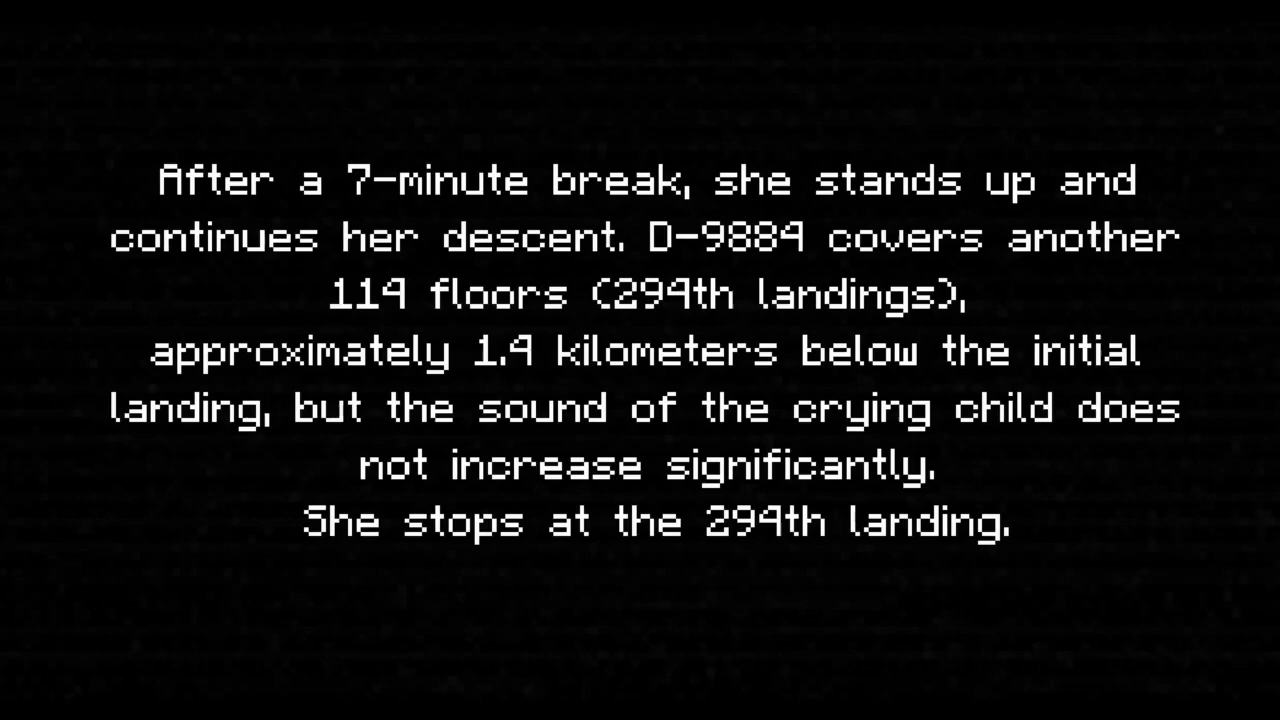 After a 7-minute break, she stands up and
continues her descent. D-9884 covers another
114 floors (294th landings),
approximately 1.4 kilometers below the initial
landing, but the sound of the crying child does
not increase significantly.
She stops at the 294th landing.